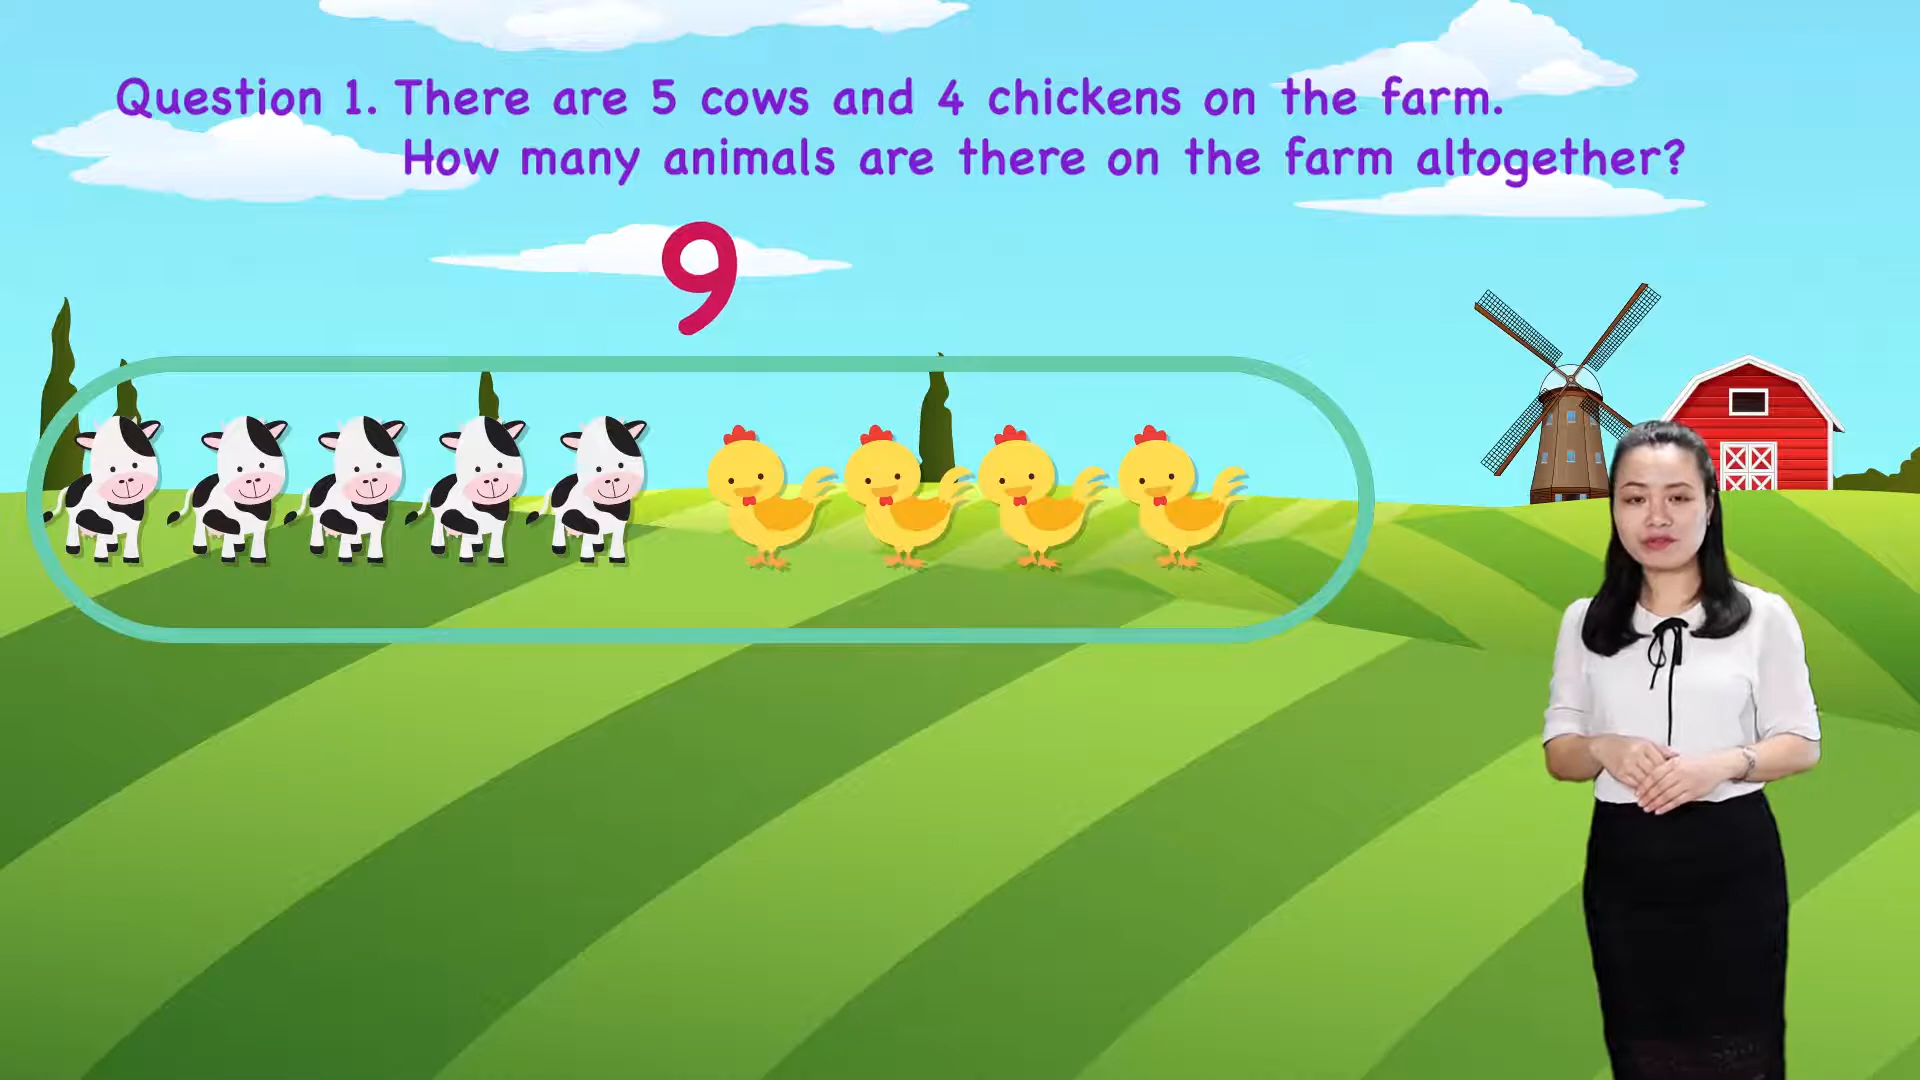 Question 1. There are 5 cows and 4 chickens on the farm.
How many animals are there on the farm altogether?
9